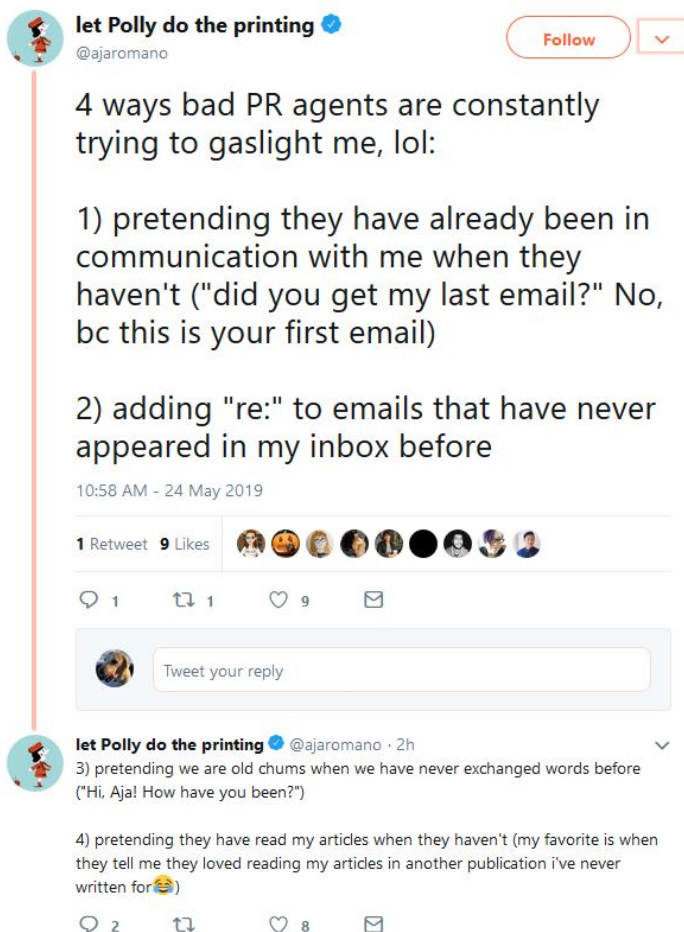 let Polly do the printing
@ajaromano
Follow
4 ways bad PR agents are constantly
trying to gaslight me, lol:
1) pretending they have already been in
communication with me when they
haven't ("did you get my last email?" No,
bc this is your first email)
2) adding "re:" to emails that have never
appeared in my inbox before
10:58 AM - 24 May 2019
1 Retweet 9 Likes
1 1 9
Tweet your reply
let Polly do the printing @ajaromano · 2h
3) pretending we are old chums when we have never exchanged words before
("Hi, Aja! How have you been?")
4) pretending they have read my articles when they haven't (my favorite is when
they tell me they loved reading my articles in another publication i've never
written for😂)
2 8